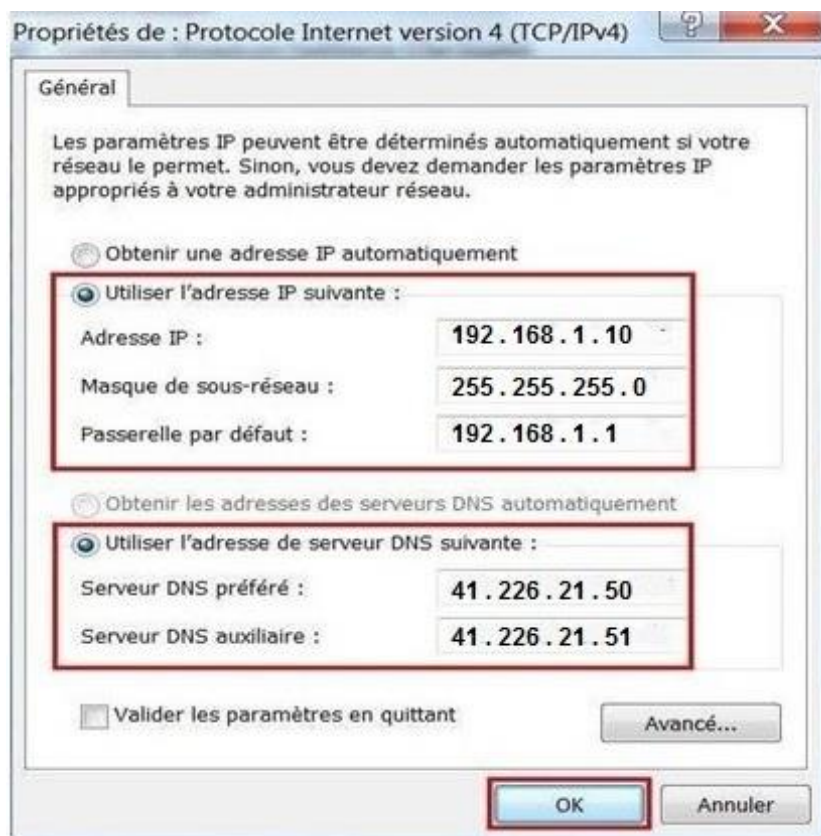 Propriétés de : Protocole Internet version 4 (TCP/IPv4)
Général
Les paramètres IP peuvent être déterminés automatiquement si votre
réseau le permet. Sinon, vous devez demander les paramètres IP
appropriés à votre administrateur réseau.
Obtenir une adresse IP automatiquement
Utiliser l'adresse IP suivante :
Adresse IP : 192.168.1.10
Masque de sous-réseau : 255.255.255.0
Passerelle par défaut : 192.168.1.1
Obtenir les adresses des serveurs DNS automatiquement
Utiliser l'adresse de serveur DNS suivante :
Serveur DNS préféré : 41.226.21.50
Serveur DNS auxiliaire : 41.226.21.51
Valider les paramètres en quittant
Avancé...
OK Annuler